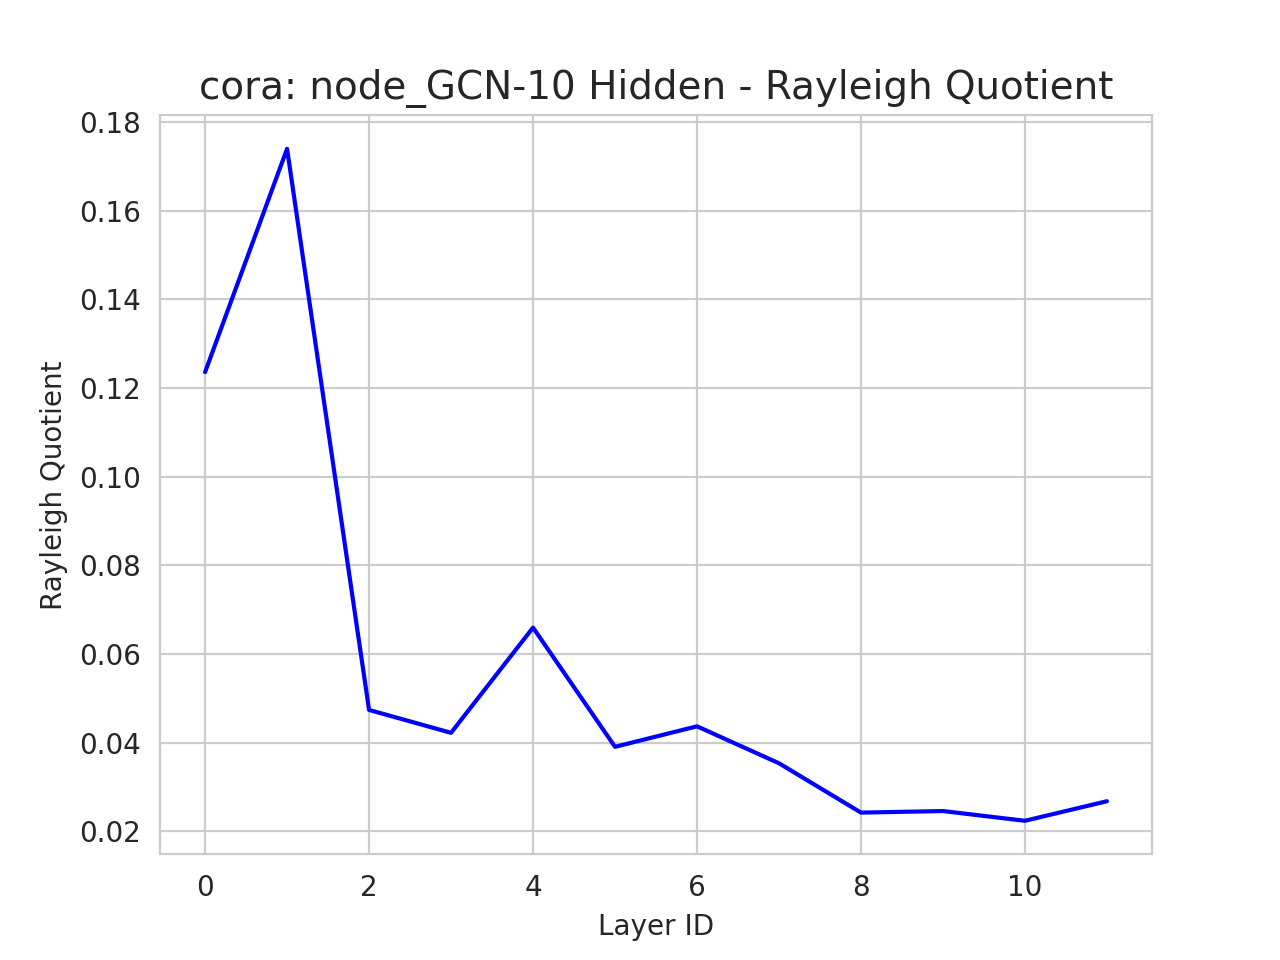 cora: node_GCN-10 Hidden - Rayleigh Quotient
0.18
0.16
0.14
0.12
0.10
0.08
0.06
0.04
0.02
Rayleigh Quotient
0 2 4 6 8 10
Layer ID